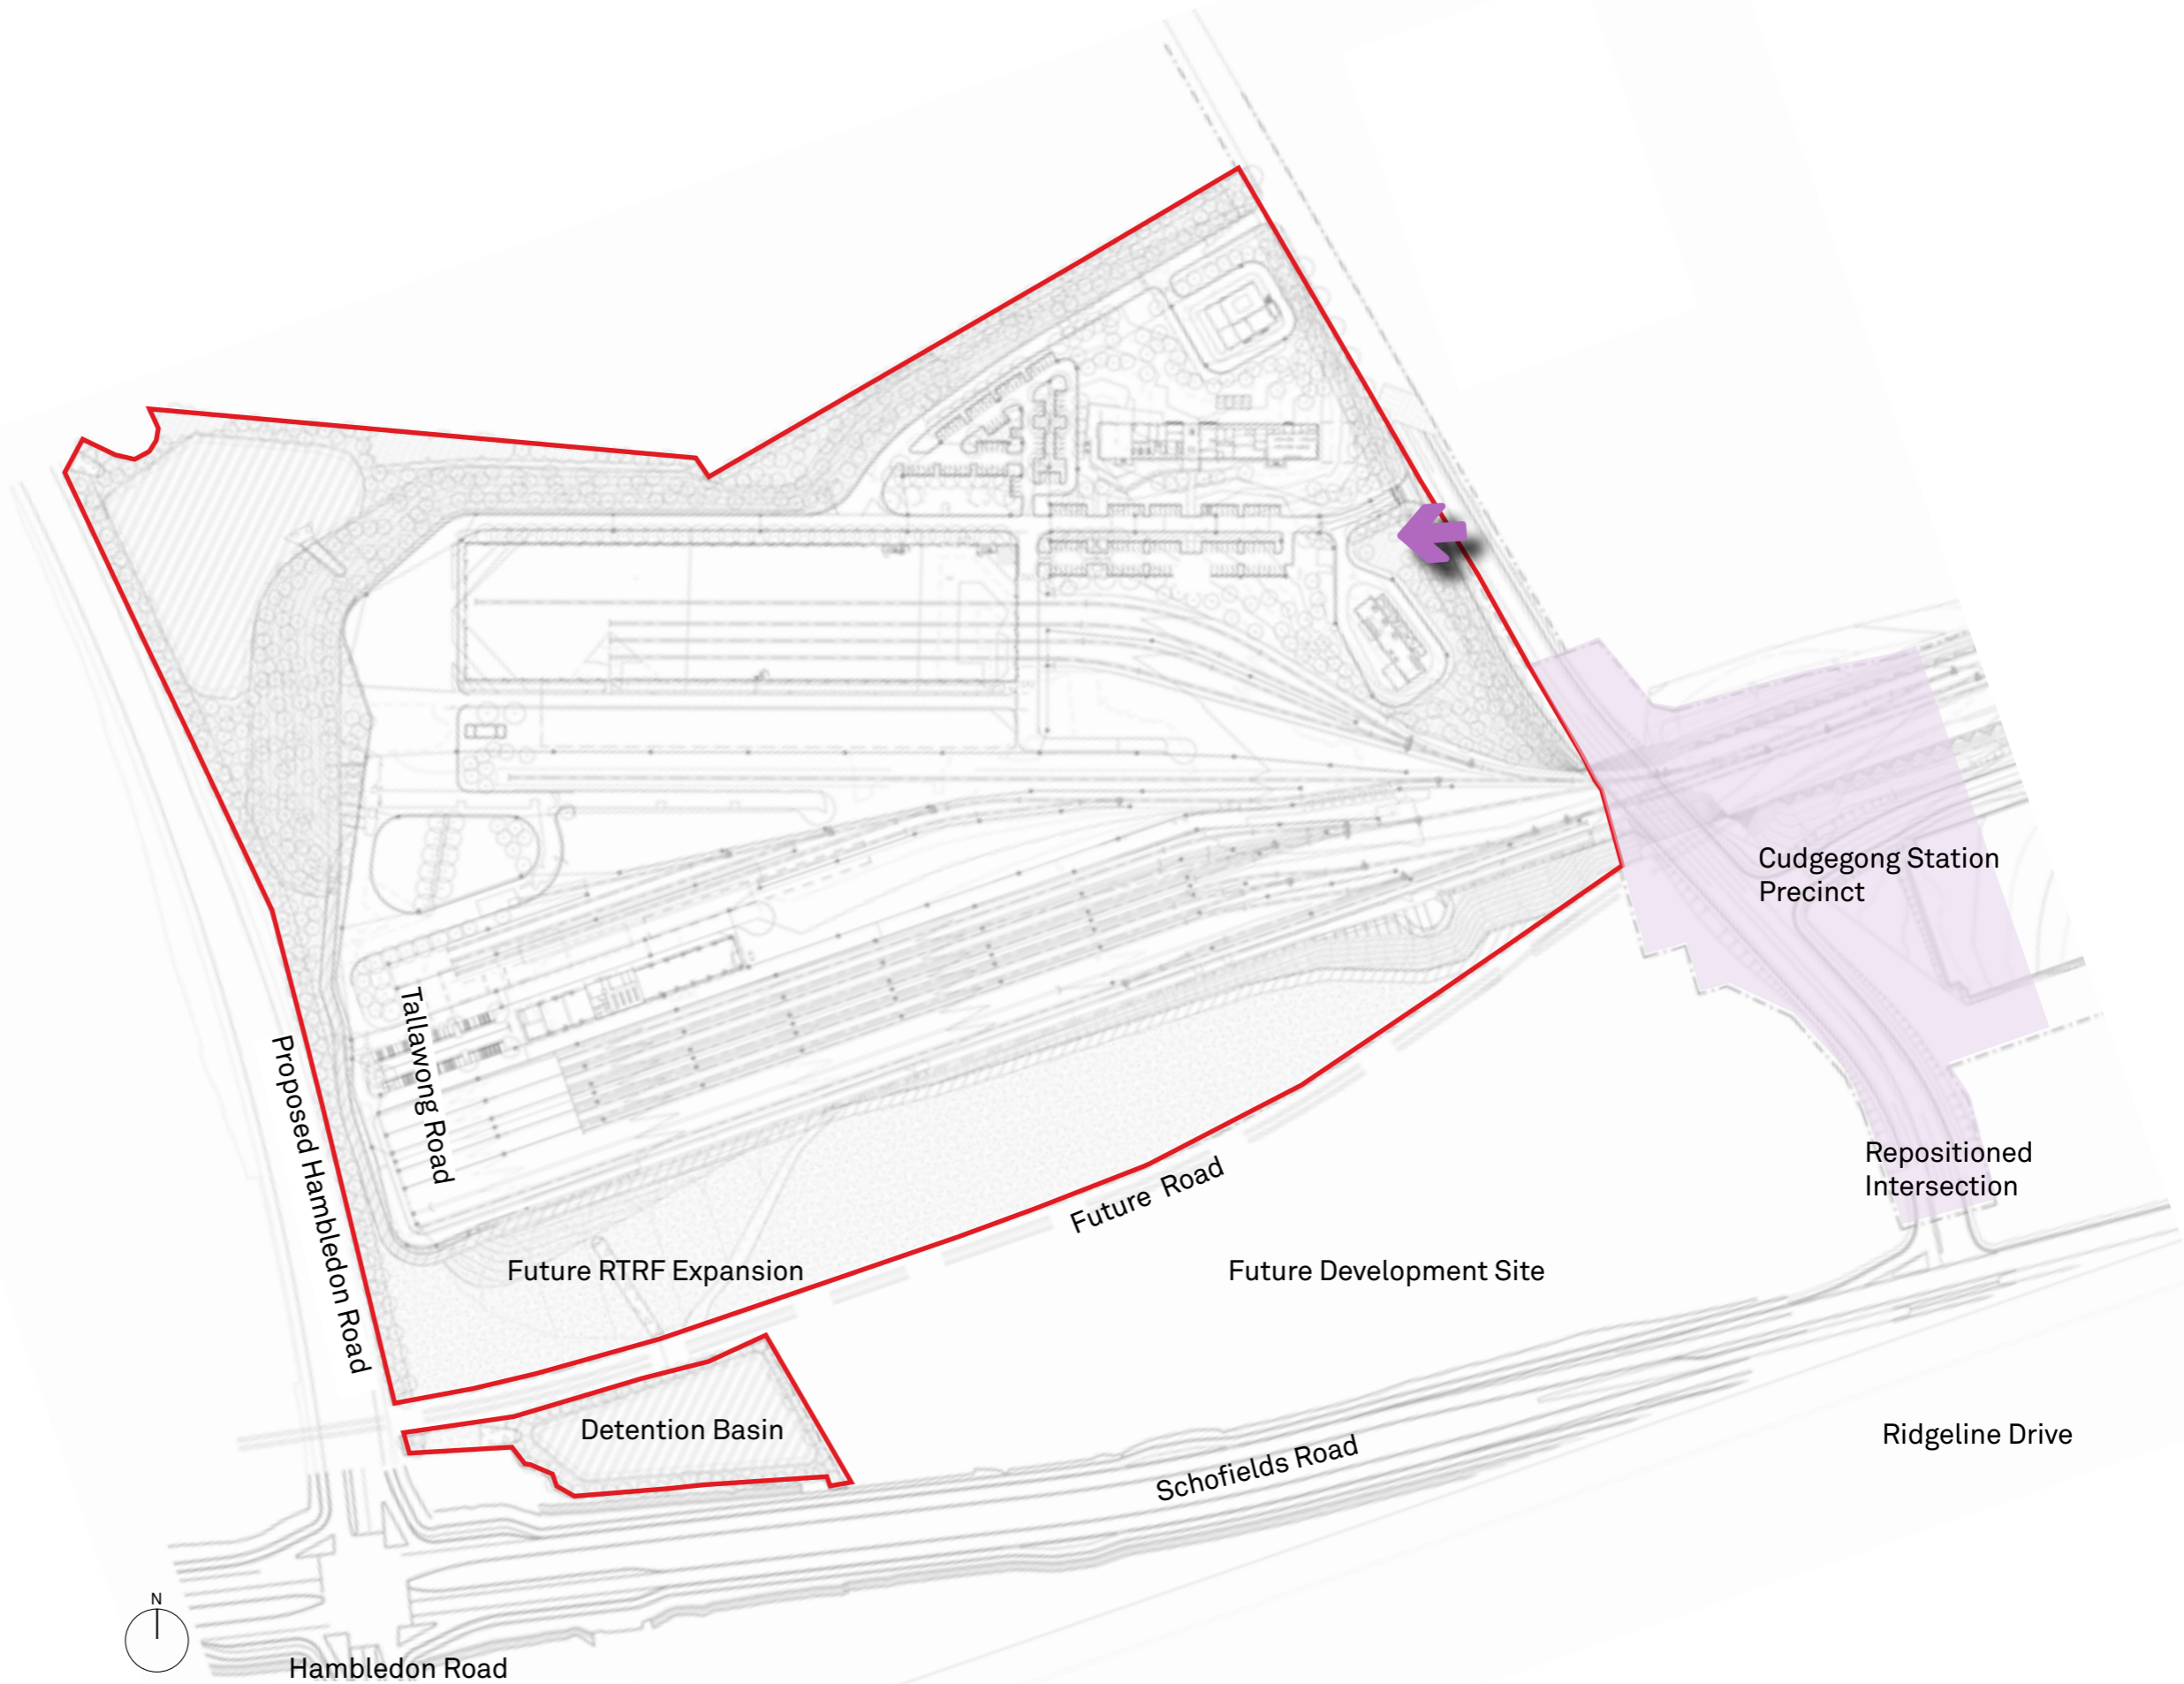 Cudgegong Station
Precinct
Tallawong Road
Proposed Hambledon Road
Repositioned
Intersection
Future Road
Future RTRF Expansion
Future Development Site
Detention Basin
Ridgeline Drive
Schofields Road
N
Hambledon Road